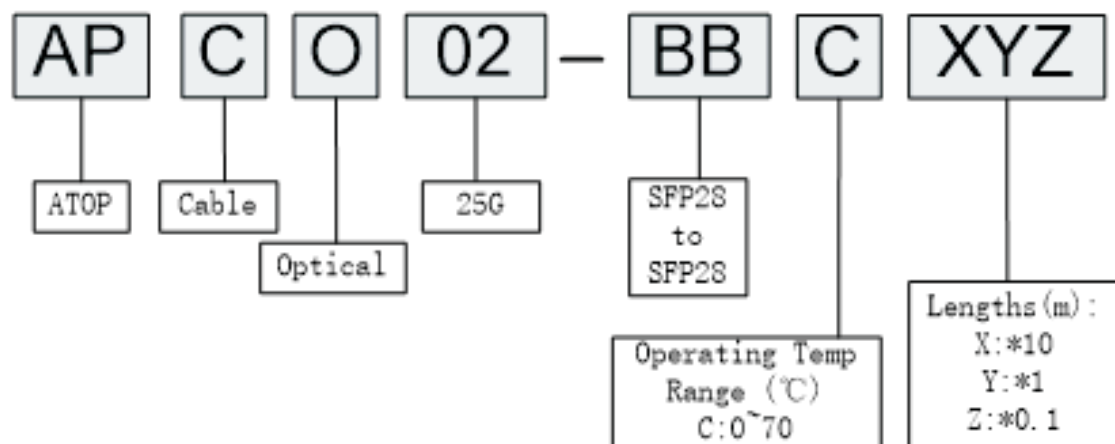 AP C O 02 – BB C XYZ
ATOP
Cable
Optical
25G
SFP28
to
SFP28
Operating Temp
Range (℃)
C:0~70
Lengths(m):
X:*10
Y:*1
Z:*0.1